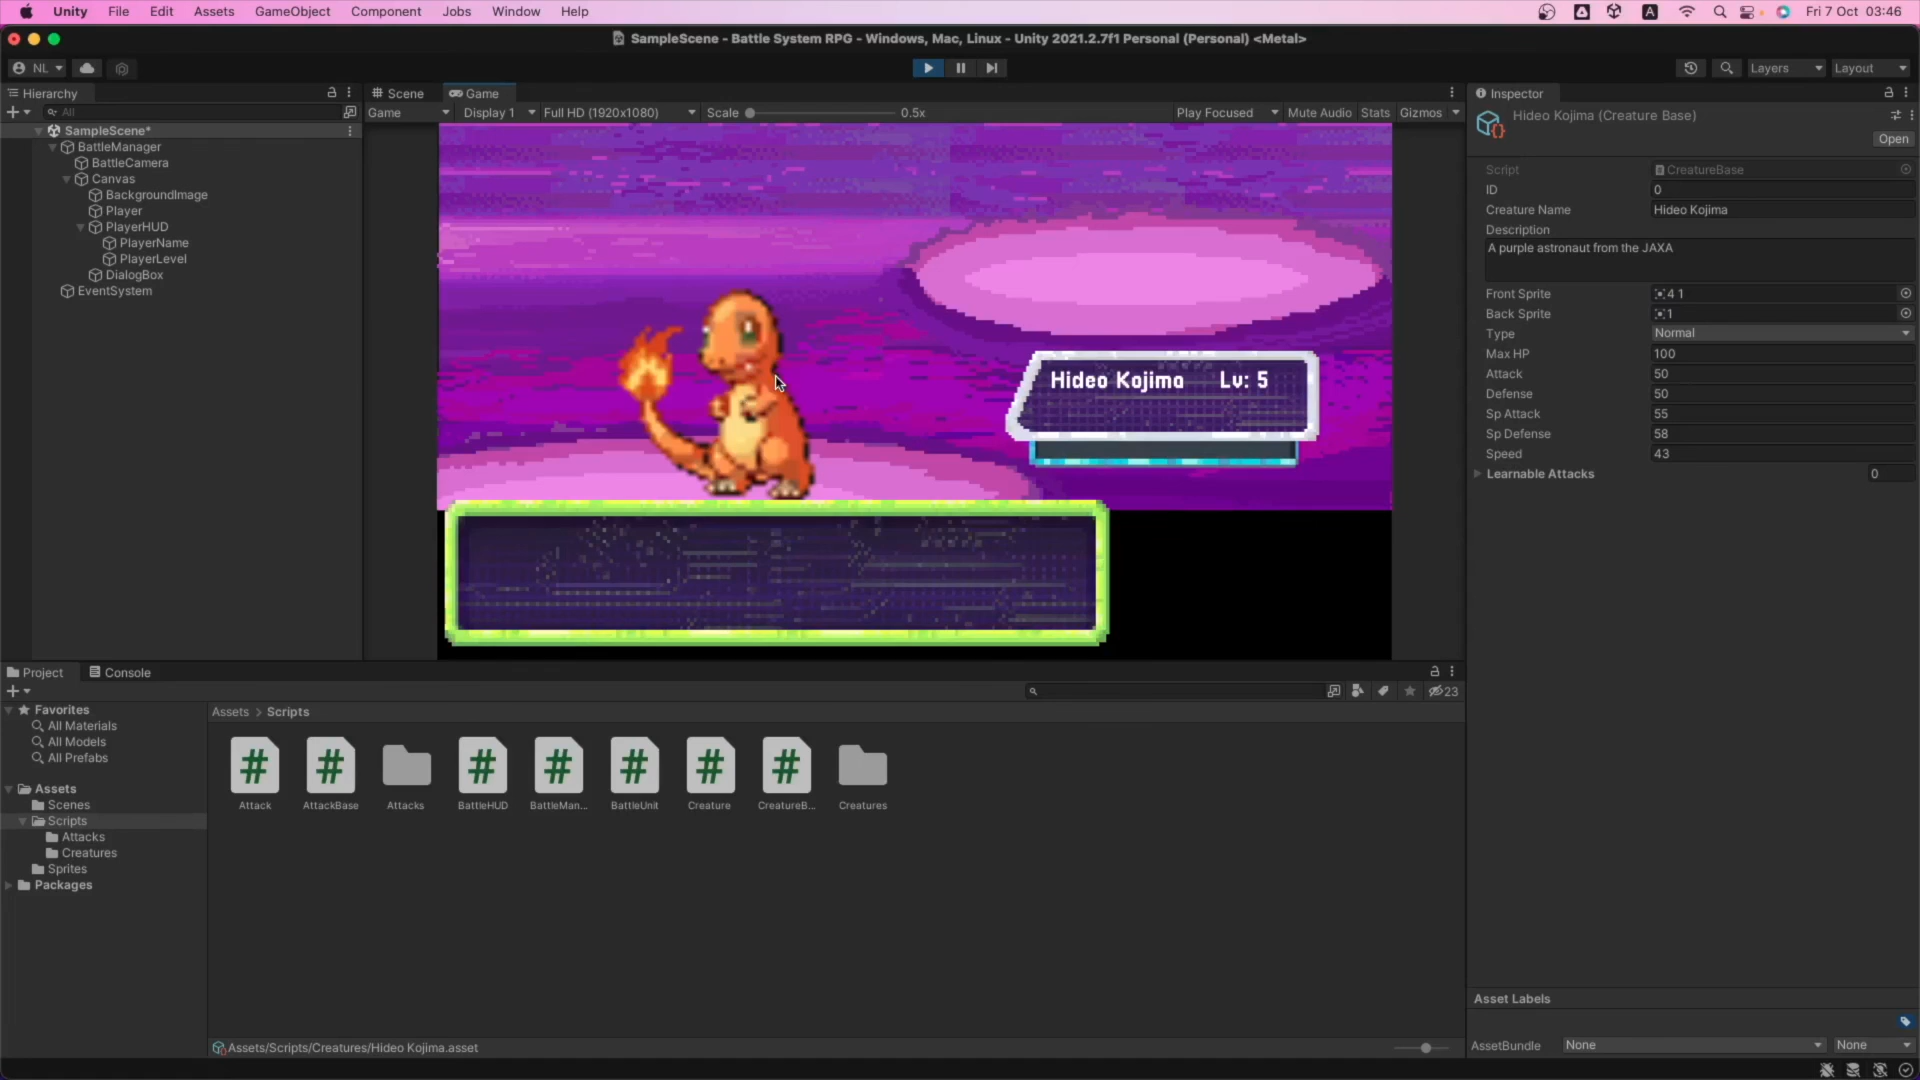 Unity File Edit Assets GameObject Component Jobs Window Help A Fri 7 Oct 03:46
SampleScene - Battle System RPG - Windows, Mac, Linux - Unity 2021.2.7f1 Personal (Personal) <Metal>
NL Layers Layout
Hierarchy
All
SampleScene*
BattleManager
BattleCamera
Canvas
BackgroundImage
Player
PlayerHUD
PlayerName
PlayerLevel
DialogBox
EventSystem
Scene Game
Game Display 1 Full HD (1920x1080) Scale 0.5x Play Focused Mute Audio Stats Gizmos
Hideo Kojima Lv: 5
Inspector
Hideo Kojima (Creature Base)
Open
Script CreatureBase
ID 0
Creature Name Hideo Kojima
Description
A purple astronaut from the JAXA
Front Sprite 4 1
Back Sprite 1
Type Normal
Max HP 100
Attack 50
Defense 50
Sp Attack 55
Sp Defense 58
Speed 43
Learnable Attacks 0
Project Console
23
Favorites
All Materials
All Models
All Prefabs
Assets
Scenes
Scripts
Attacks
Creatures
Sprites
Packages
Assets > Scripts
# # # # # # #
Attack AttackBase Attacks BattleHUD BattleMan... BattleUnit Creature CreatureB... Creatures
Assets/Scripts/Creatures/Hideo Kojima.asset
Asset Labels
AssetBundle None None